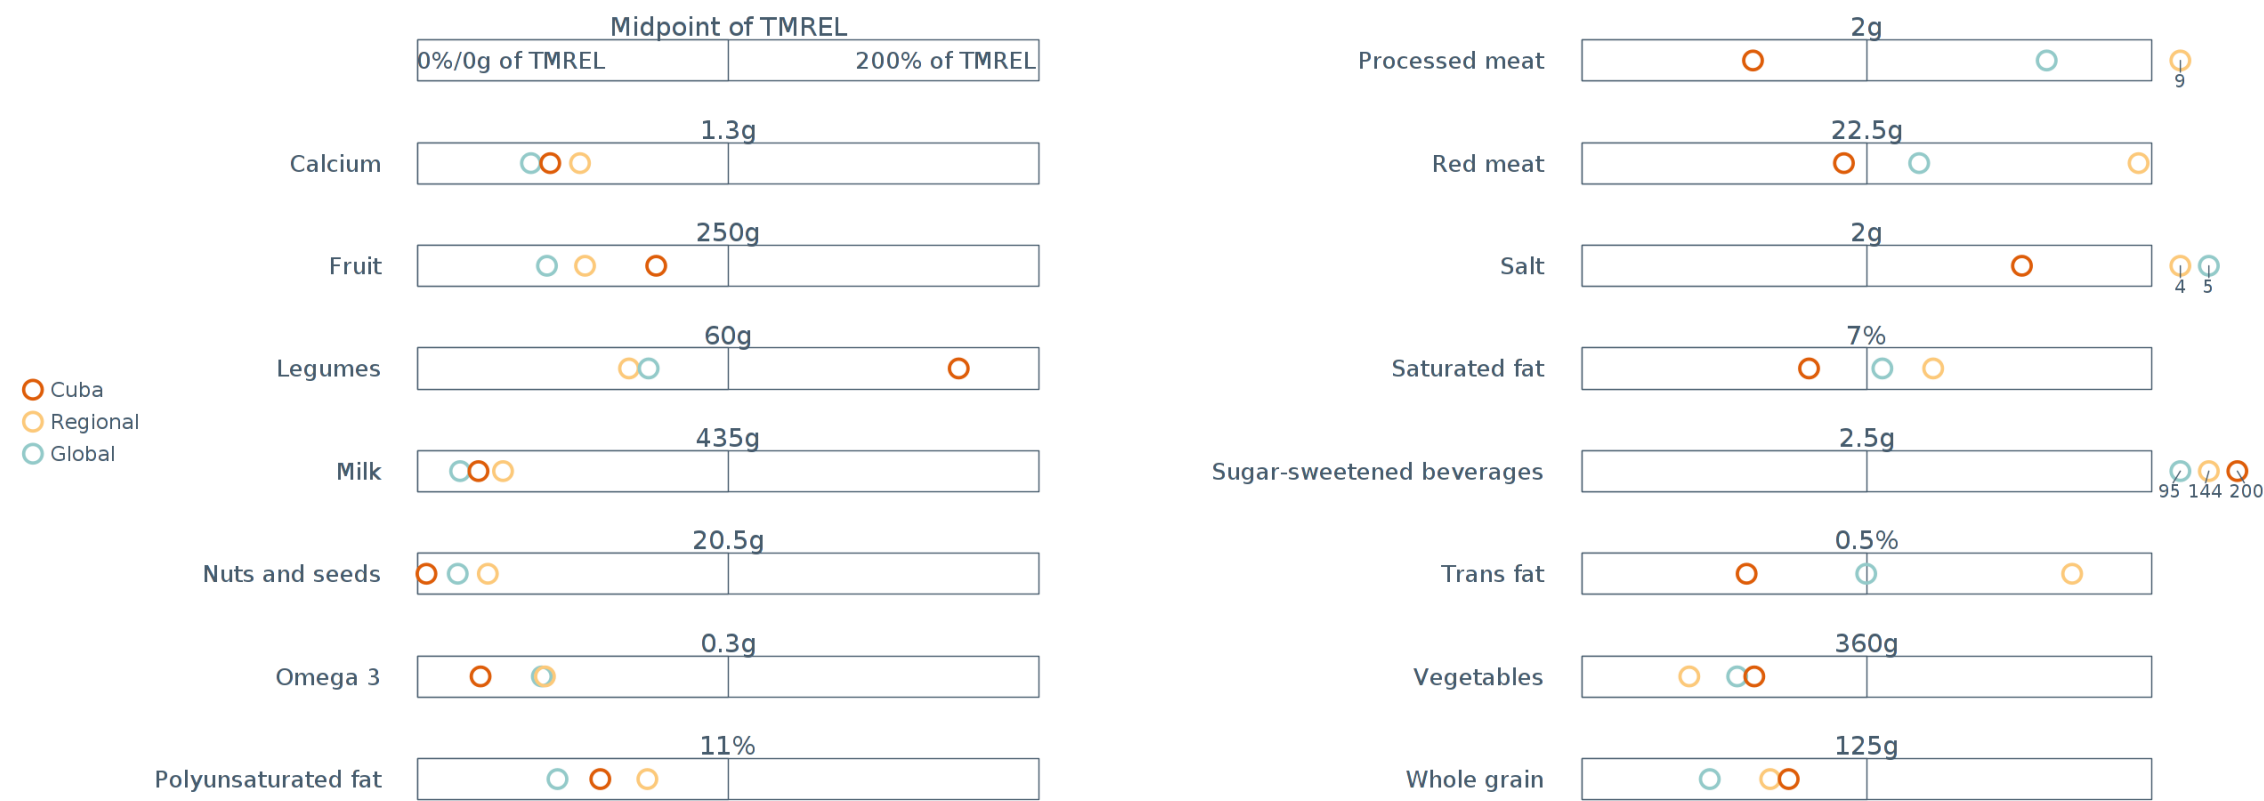 Midpoint of TMREL
0%/0g of TMREL
200% of TMREL
1.3g
Calcium
250g
Fruit
60g
Legumes
435g
Milk
20.5g
Nuts and seeds
0.3g
Omega 3
11%
Polyunsaturated fat
Cuba
Regional
Global
2g
Processed meat
9
22.5g
Red meat
2g
Salt
4 5
7%
Saturated fat
2.5g
Sugar-sweetened beverages
95 144 200
0.5%
Trans fat
360g
Vegetables
125g
Whole grain